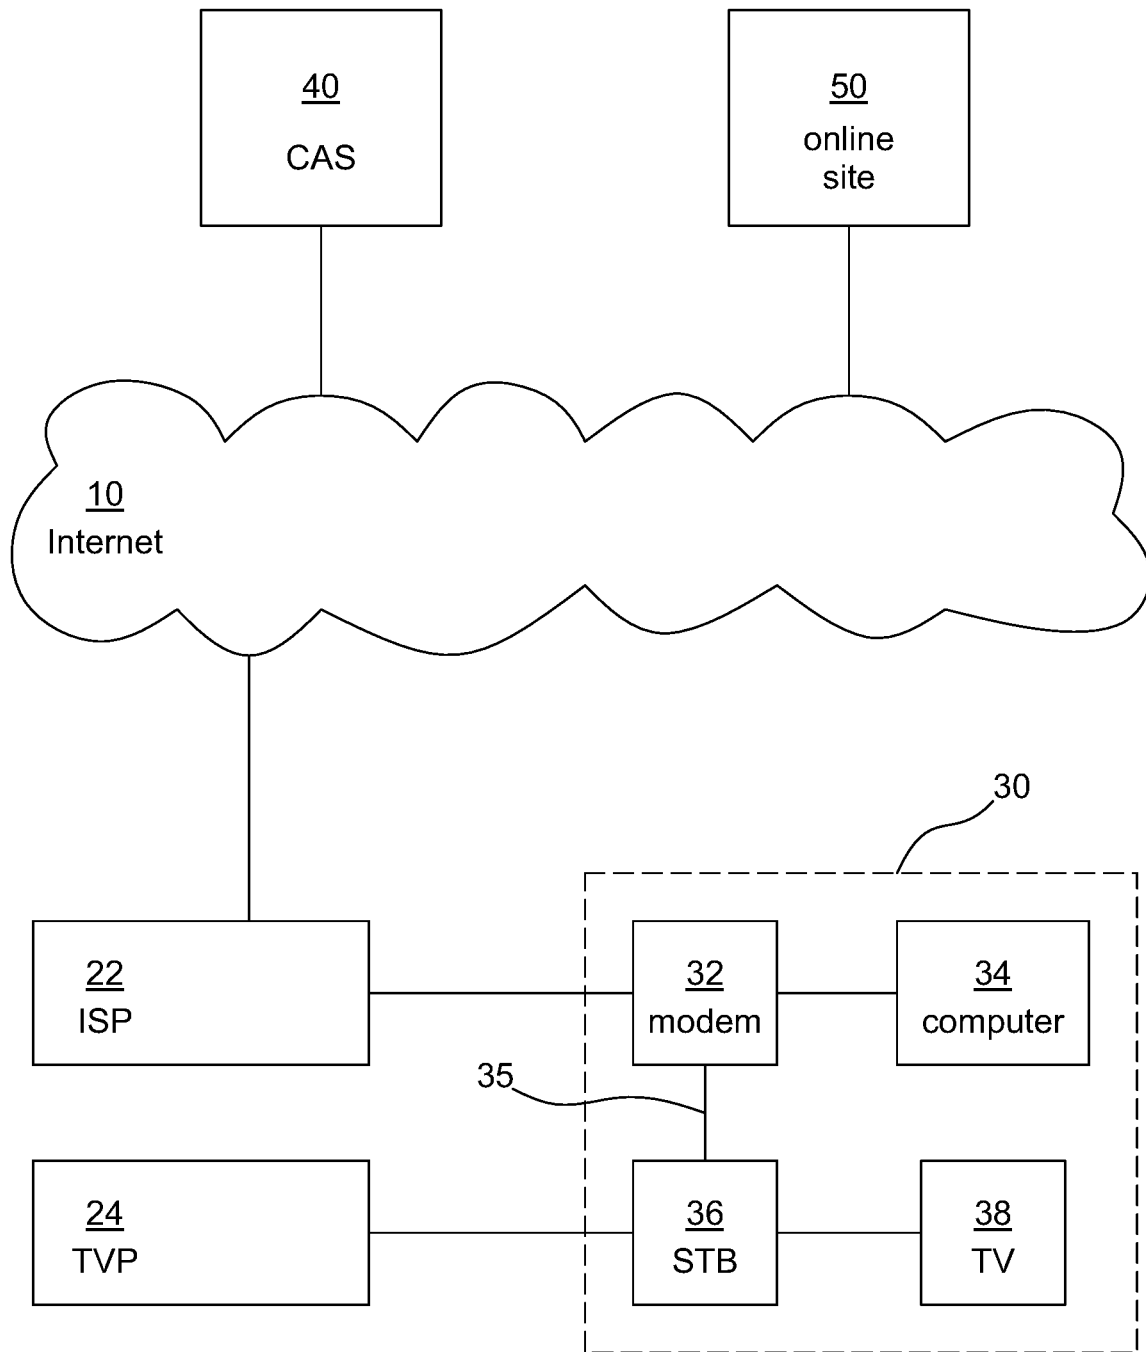 40
CAS
50
online
site
10
Internet
30
22
ISP
32
modem
34
computer
35
24
TVP
36
STB
38
TV